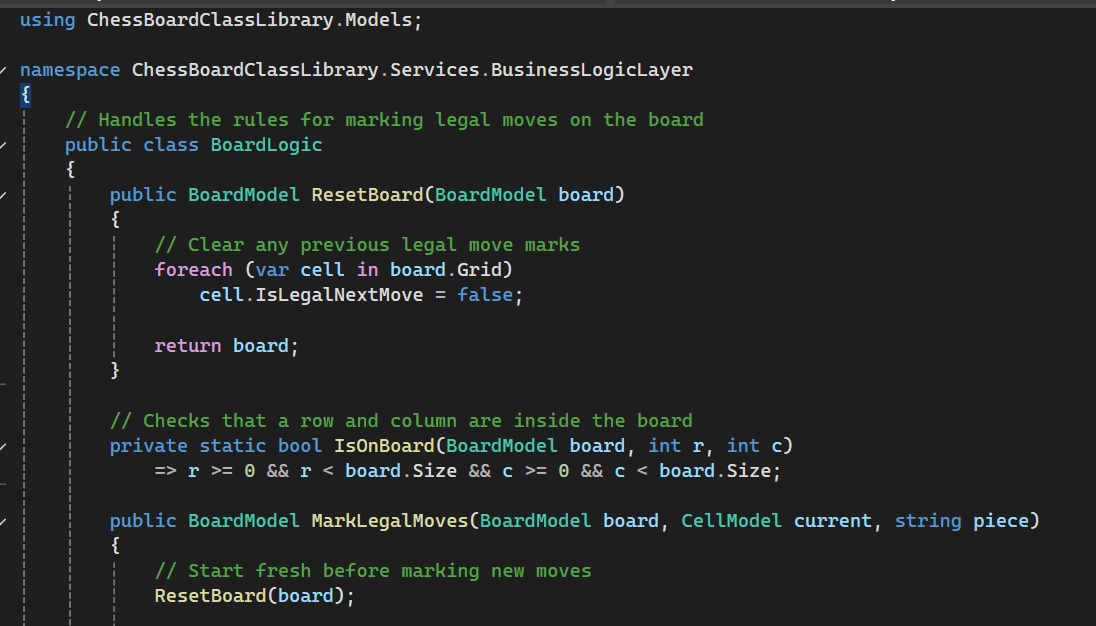 using ChessBoardClassLibrary.Models;
namespace ChessBoardClassLibrary.Services.BusinessLogicLayer
{
// Handles the rules for marking legal moves on the board
public class BoardLogic
{
public BoardModel ResetBoard(BoardModel board)
{
// Clear any previous legal move marks
foreach (var cell in board.Grid)
cell.IsLegalNextMove = false;
return board;
}
// Checks that a row and column are inside the board
private static bool IsOnBoard(BoardModel board, int r, int c)
=> r >= 0 && r < board.Size && c >= 0 && c < board.Size;
public BoardModel MarkLegalMoves(BoardModel board, CellModel current, string piece)
{
// Start fresh before marking new moves
ResetBoard(board);